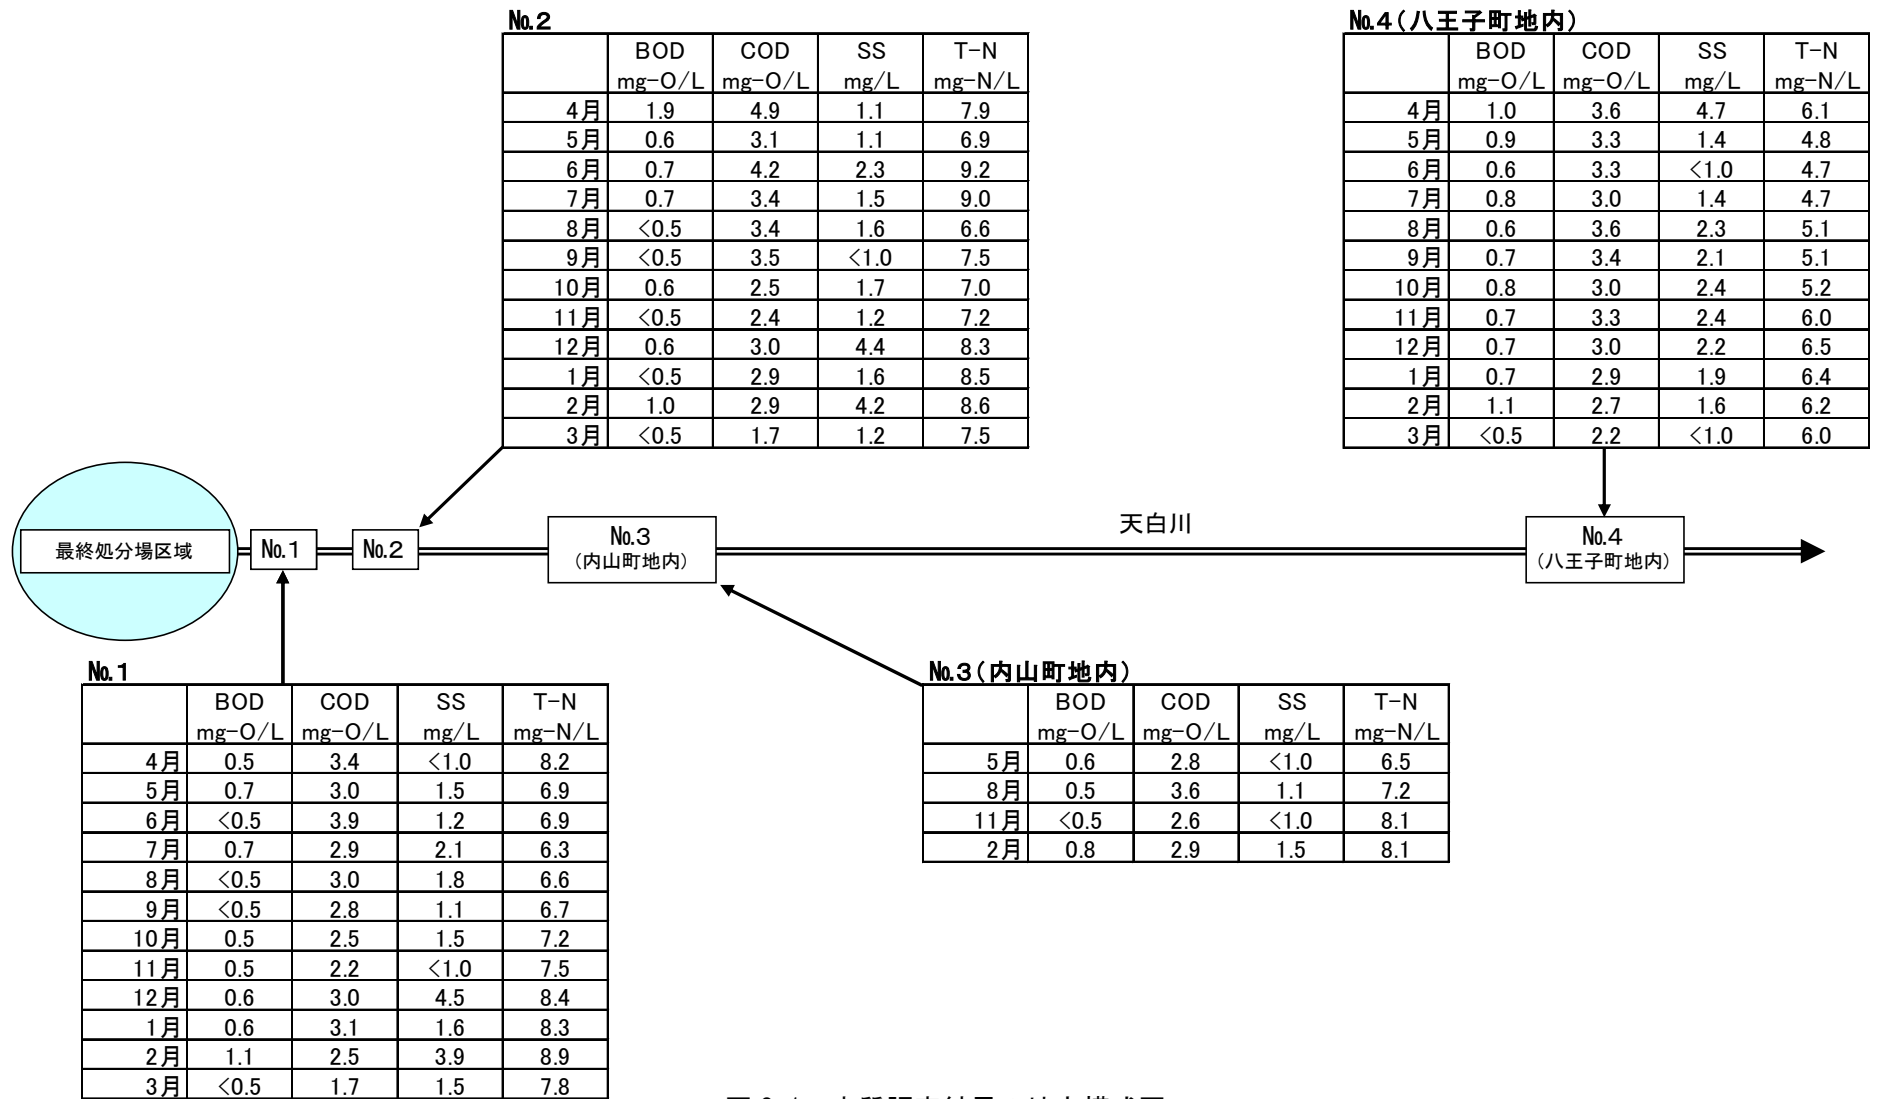 №2
BOD COD SS T-N
mg-O/L mg-O/L mg/L mg-N/L
4月 1.9 4.9 1.1 7.9
5月 0.6 3.1 1.1 6.9
6月 0.7 4.2 2.3 9.2
7月 0.7 3.4 1.5 9.0
8月 <0.5 3.4 1.6 6.6
9月 <0.5 3.5 <1.0 7.5
10月 0.6 2.5 1.7 7.0
11月 <0.5 2.4 1.2 7.2
12月 0.6 3.0 4.4 8.3
1月 <0.5 2.9 1.6 8.5
2月 1.0 2.9 4.2 8.6
3月 <0.5 1.7 1.2 7.5
№4(八王子町地内)
BOD COD SS T-N
mg-O/L mg-O/L mg/L mg-N/L
4月 1.0 3.6 4.7 6.1
5月 0.9 3.3 1.4 4.8
6月 0.6 3.3 <1.0 4.7
7月 0.8 3.0 1.4 4.7
8月 0.6 3.6 2.3 5.1
9月 0.7 3.4 2.1 5.1
10月 0.8 3.0 2.4 5.2
11月 0.7 3.3 2.4 6.0
12月 0.7 3.0 2.2 6.5
1月 0.7 2.9 1.9 6.4
2月 1.1 2.7 1.6 6.2
3月 <0.5 2.2 <1.0 6.0
最終処分場区域
№1
№2
№3
(内山町地内)
天白川
№4
(八王子町地内)
№1
BOD COD SS T-N
mg-O/L mg-O/L mg/L mg-N/L
4月 0.5 3.4 <1.0 8.2
5月 0.7 3.0 1.5 6.9
6月 <0.5 3.9 1.2 6.9
7月 0.7 2.9 2.1 6.3
8月 <0.5 3.0 1.8 6.6
9月 <0.5 2.8 1.1 6.7
10月 0.5 2.5 1.5 7.2
11月 0.5 2.2 <1.0 7.5
12月 0.6 3.0 4.5 8.4
1月 0.6 3.1 1.6 8.3
2月 1.1 2.5 3.9 8.9
3月 <0.5 1.7 1.5 7.8
№3(内山町地内)
BOD COD SS T-N
mg-O/L mg-O/L mg/L mg-N/L
5月 0.6 2.8 <1.0 6.5
8月 0.5 3.6 1.1 7.2
11月 <0.5 2.6 <1.0 8.1
2月 0.8 2.9 1.5 8.1